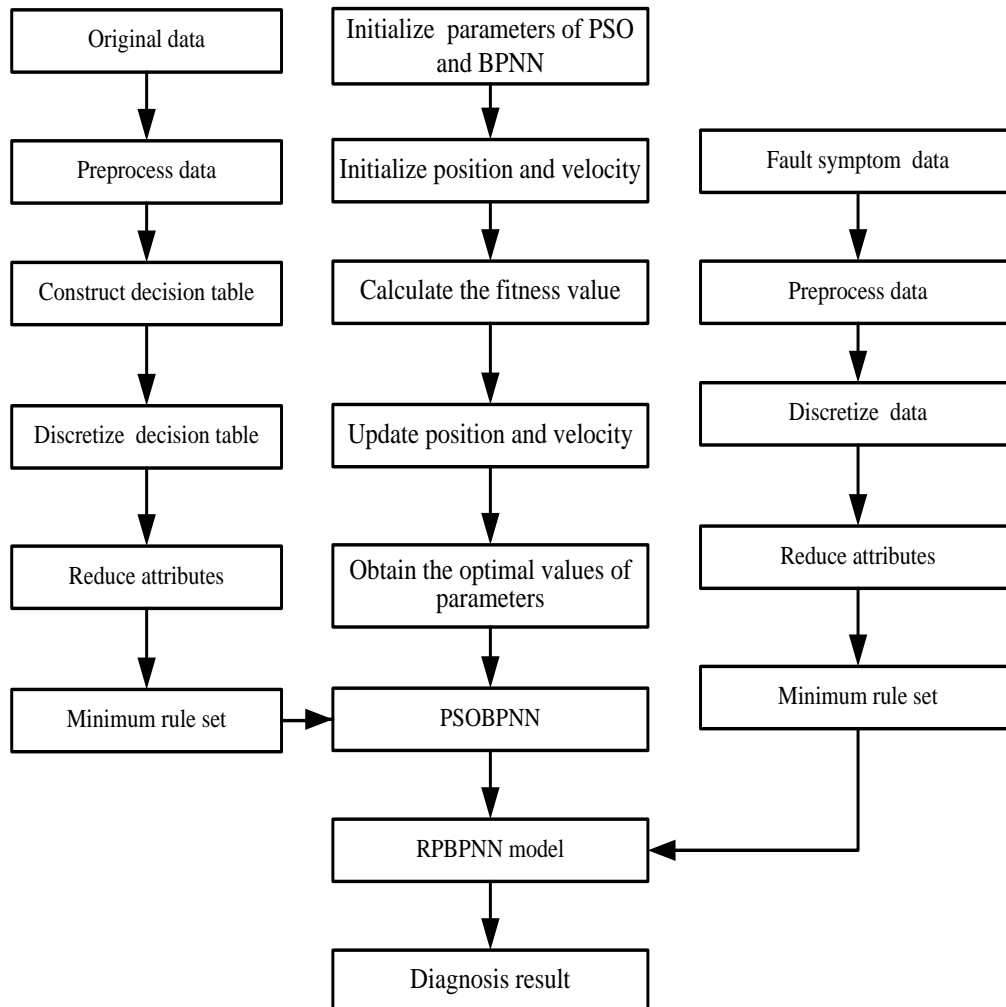 Original data
Preprocess data
Construct decision table
Discretize decision table
Reduce attributes
Minimum rule set
Initialize parameters of PSO
and BPNN
Initialize position and velocity
Calculate the fitness value
Update position and velocity
Obtain the optimal values of
parameters
PSOBPNN
RPBPNN model
Diagnosis result
Fault symptom data
Preprocess data
Discretize data
Reduce attributes
Minimum rule set